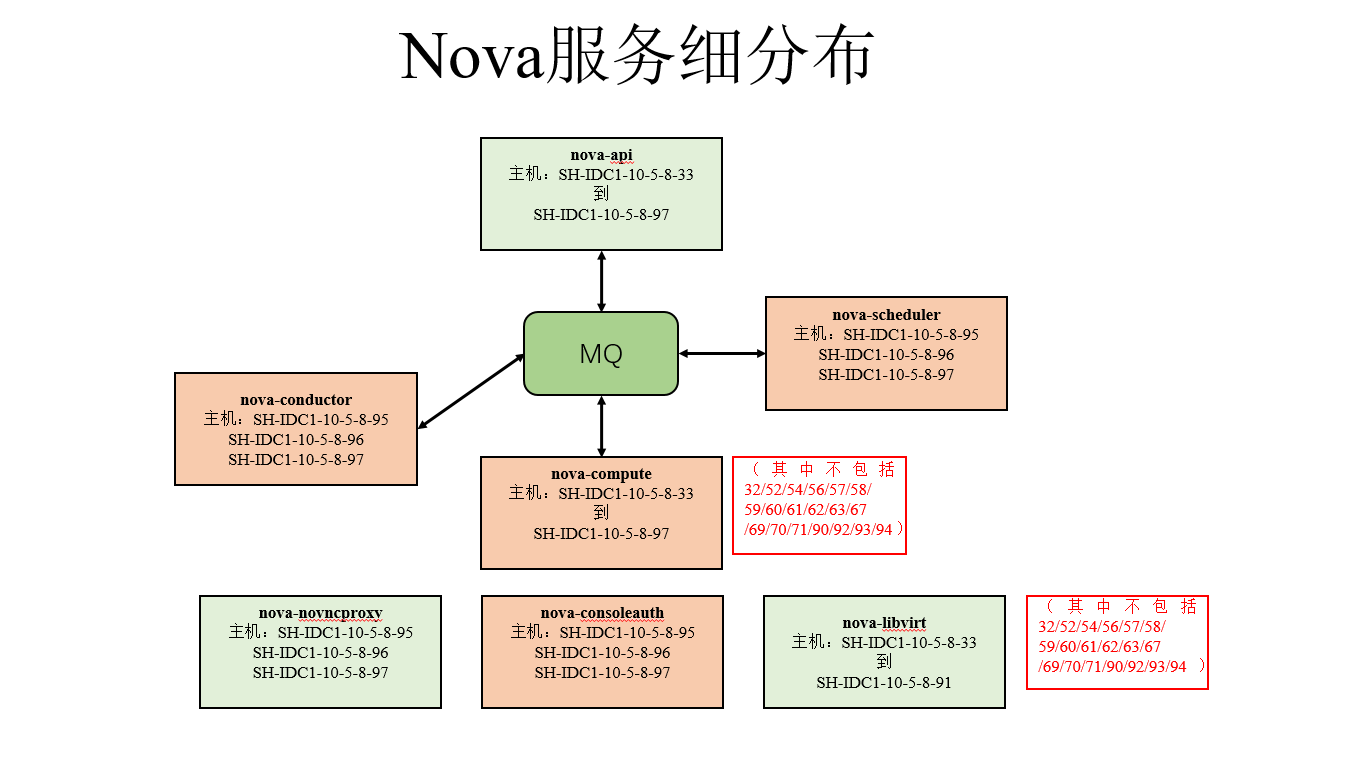 Nova服务细分布
nova-api
主机：SH-IDC1-10-5-8-33
到
SH-IDC1-10-5-8-97
MQ
nova-scheduler
主机：SH-IDC1-10-5-8-95
SH-IDC1-10-5-8-96
SH-IDC1-10-5-8-97
nova-conductor
主机：SH-IDC1-10-5-8-95
SH-IDC1-10-5-8-96
SH-IDC1-10-5-8-97
nova-compute
主机：SH-IDC1-10-5-8-33
到
SH-IDC1-10-5-8-97
（其中不包括
32/52/54/56/57/58/
59/60/61/62/63/67
/69/70/71/90/92/93/94）
nova-novncproxy
主机：SH-IDC1-10-5-8-95
SH-IDC1-10-5-8-96
SH-IDC1-10-5-8-97
nova-consoleauth
主机：SH-IDC1-10-5-8-95
SH-IDC1-10-5-8-96
SH-IDC1-10-5-8-97
nova-libvirt
主机：SH-IDC1-10-5-8-33
到
SH-IDC1-10-5-8-91
（其中不包括
32/52/54/56/57/58/
59/60/61/62/63/67
/69/70/71/90/92/93/94 ）